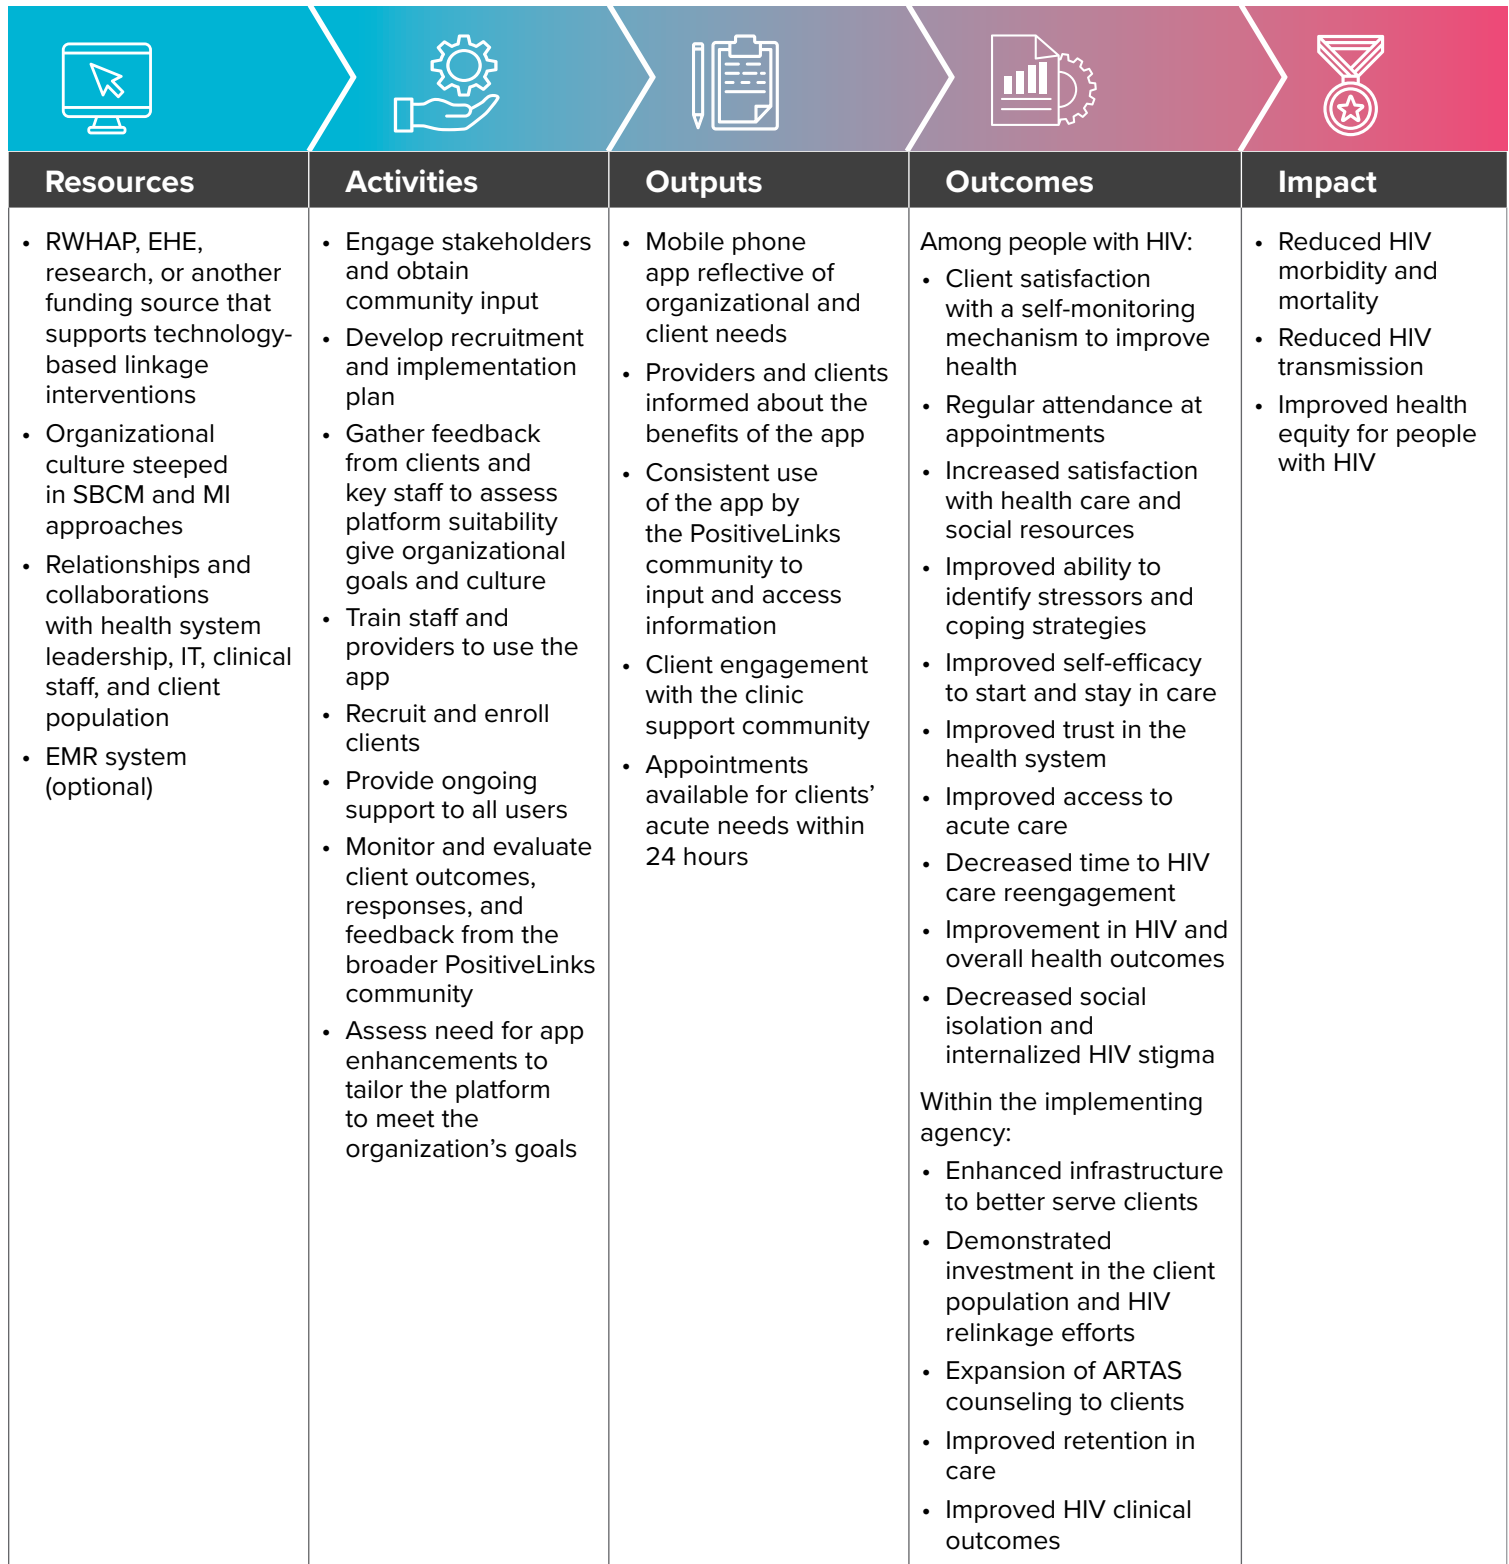 Resources
Activities
Outputs
Outcomes
Impact
• RWHAP, EHE,
research, or another
funding source that
supports technology-
based linkage
interventions
• Organizational
culture steeped
in SBCM and MI
approaches
• Relationships and
collaborations
with health system
leadership, IT, clinical
staff, and client
population
• EMR system
(optional)
• Engage stakeholders
and obtain
community input
• Develop recruitment
and implementation
plan
• Gather feedback
from clients and
key staff to assess
platform suitability
give organizational
goals and culture
• Train staff and
providers to use the
app
• Recruit and enroll
clients
• Provide ongoing
support to all users
• Monitor and evaluate
client outcomes,
responses, and
feedback from the
broader PositiveLinks
community
• Assess need for app
enhancements to
tailor the platform
to meet the
organization’s goals
• Mobile phone
app reflective of
organizational and
client needs
• Providers and clients
informed about the
benefits of the app
• Consistent use
of the app by
the PositiveLinks
community to
input and access
information
• Client engagement
with the clinic
support community
• Appointments
available for clients’
acute needs within
24 hours
Among people with HIV:
• Client satisfaction
with a self-monitoring
mechanism to improve
health
• Regular attendance at
appointments
• Increased satisfaction
with health care and
social resources
• Improved ability to
identify stressors and
coping strategies
• Improved self-efficacy
to start and stay in care
• Improved trust in the
health system
• Improved access to
acute care
• Decreased time to HIV
care reengagement
• Improvement in HIV and
overall health outcomes
• Decreased social
isolation and
internalized HIV stigma
Within the implementing
agency:
• Enhanced infrastructure
to better serve clients
• Demonstrated
investment in the client
population and HIV
relinkage efforts
• Expansion of ARTAS
counseling to clients
• Improved retention in
care
• Improved HIV clinical
outcomes
• Reduced HIV
morbidity and
mortality
• Reduced HIV
transmission
• Improved health
equity for people
with HIV